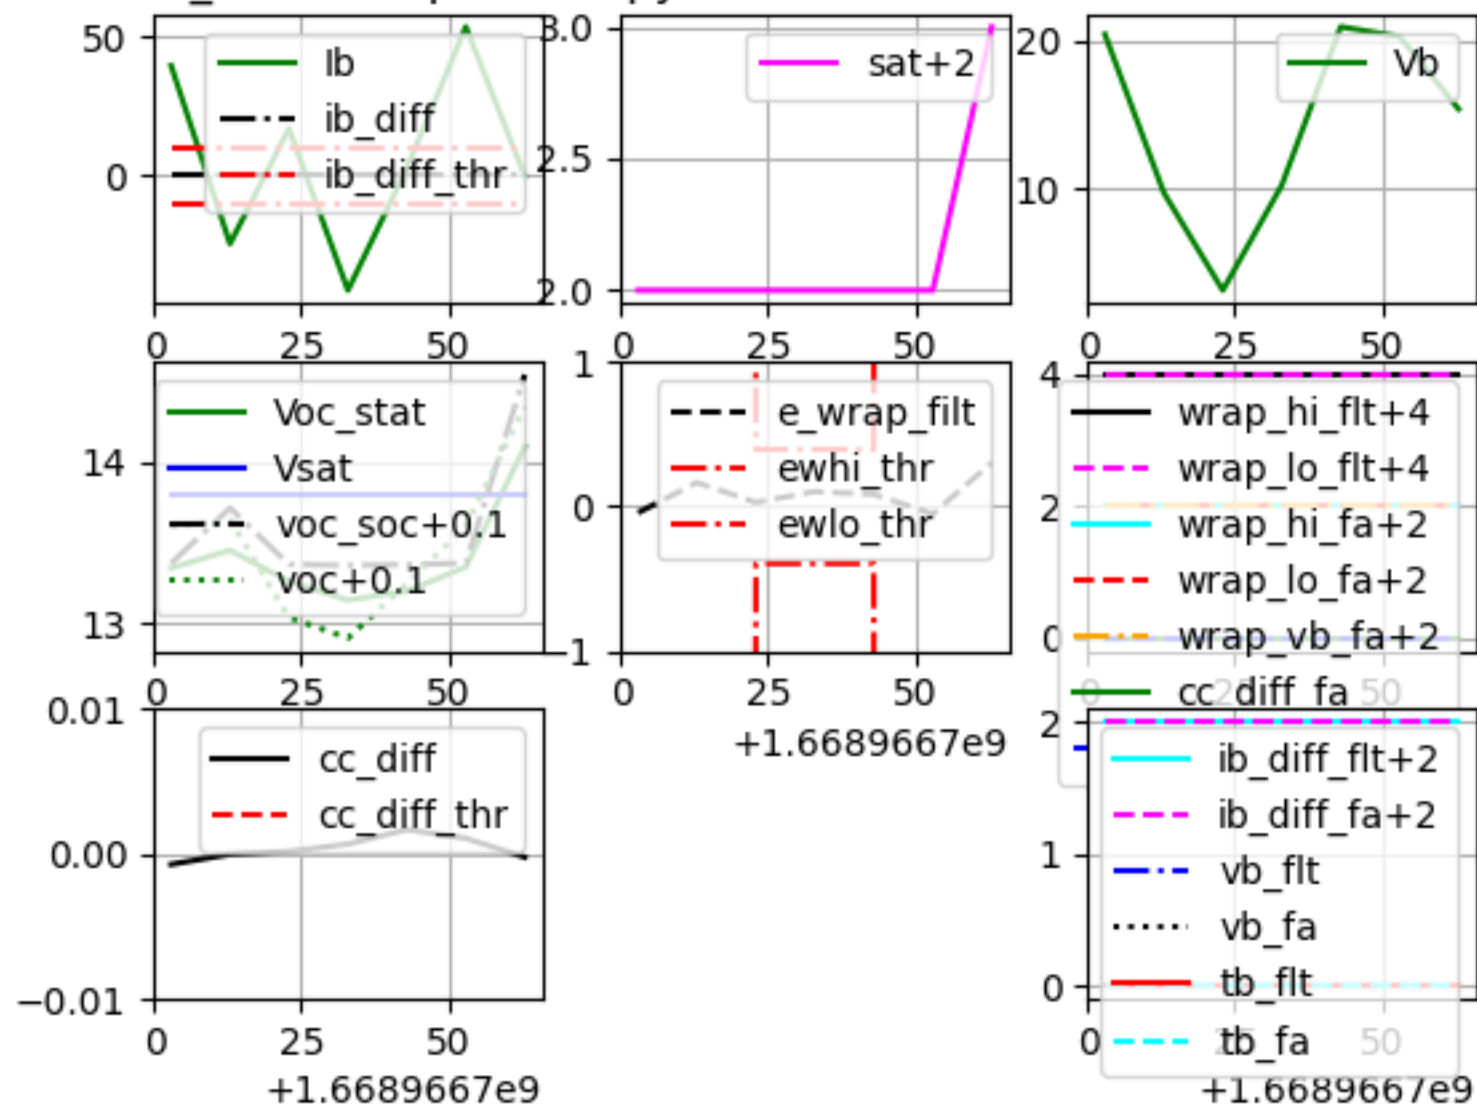 50
0
Ib
ib_diff
ib_diff_thr
0
25
50
3.0
2.5
2.0
sat+2
0
25
50
20
10
Vb
0
25
50
14
13
Voc_stat
Vsat
voc_soc+0.1
voc+0.1
0
25
50
1
0
−1
e_wrap_filt
ewhi_thr
ewlo_thr
0
25
50
+1.6689667e9
4
2
0
wrap_hi_flt+4
wrap_lo_flt+4
wrap_hi_fa+2
wrap_lo_fa+2
wrap_vb_fa+2
cc_diff_fa
0
50
0.01
0.00
−0.01
cc_diff
cc_diff_thr
0
25
50
+1.6689667e9
2
1
0
ib_diff_flt+2
ib_diff_fa+2
vb_flt
vb_fa
tb_flt
tb_fa
0
25
50
+1.6689667e9